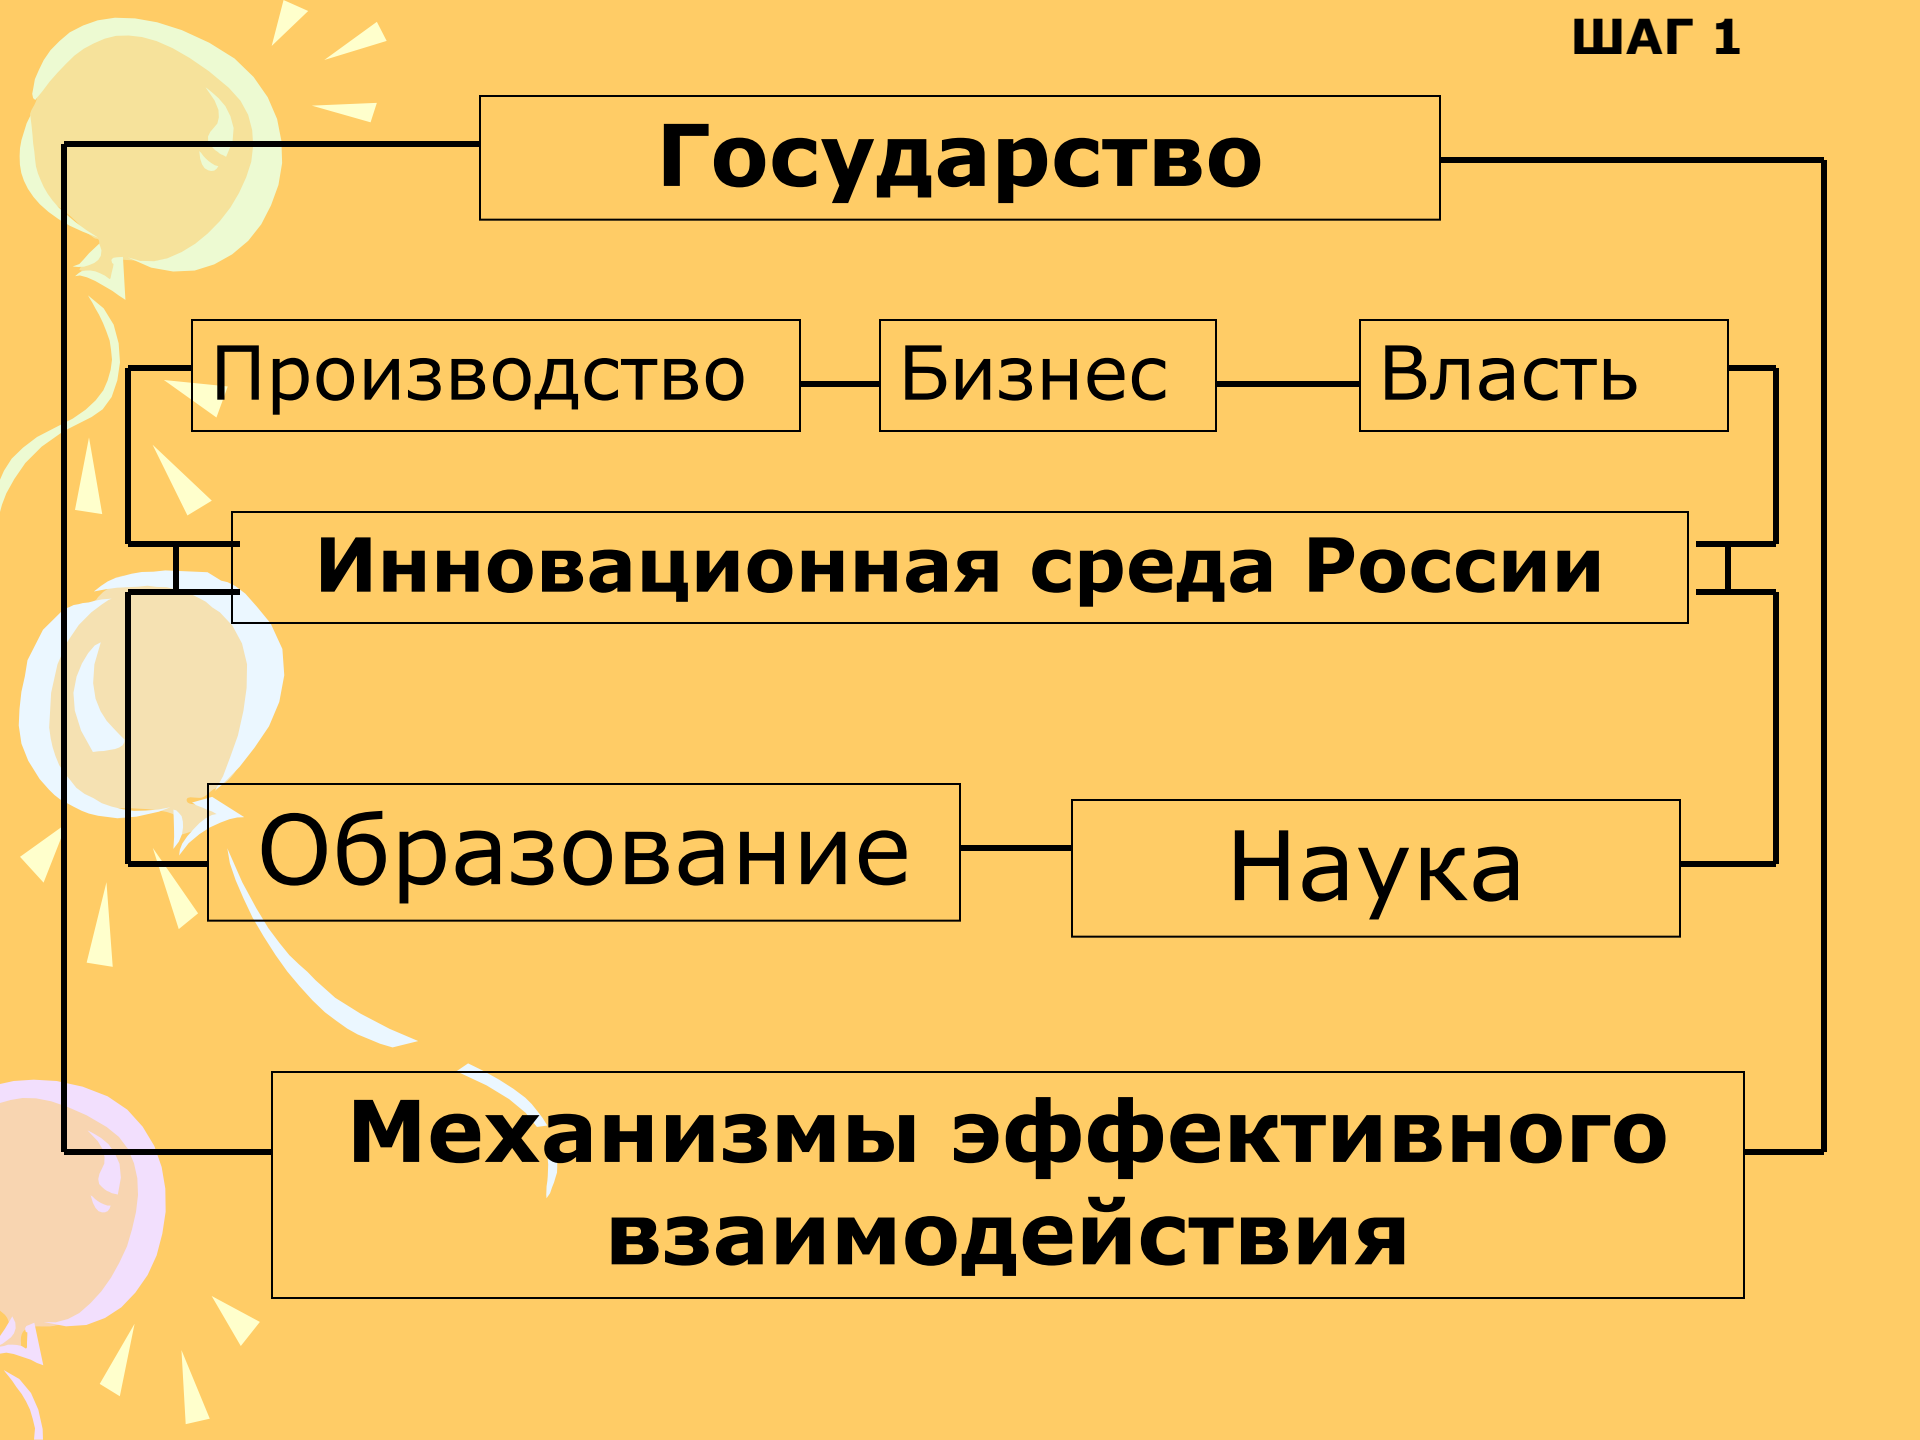 ШАГ 1
Государство
Производство Бизнес Власть
Инновационная среда России
Образование Наука
Механизмы эффективного
взаимодействия